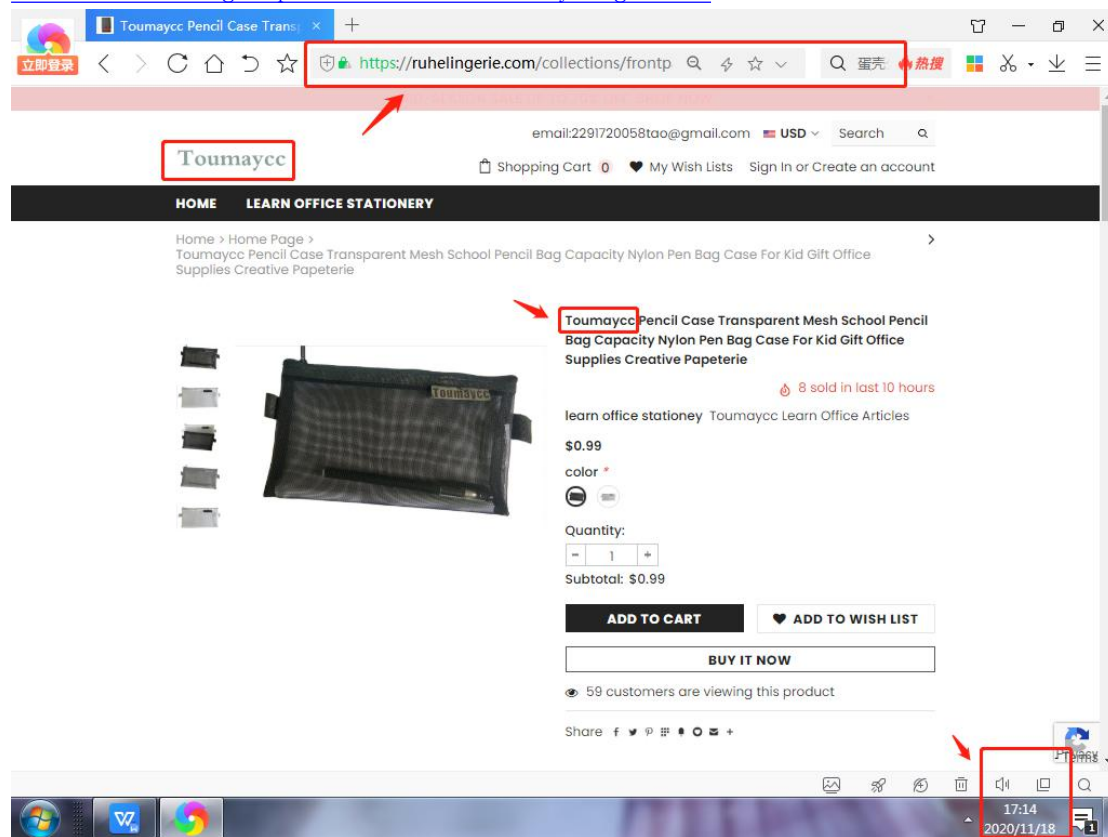 Toumaycc Pencil Case Trans
立即登录
https://ruhelingerie.com/collections/frontp
蛋壳
热搜
email:2291720058tao@gmail.com USD Search
Toumaycc
Shopping Cart 0 My Wish Lists Sign In or Create an account
HOME LEARN OFFICE STATIONERY
Home > Home Page >
Toumaycc Pencil Case Transparent Mesh School Pencil Bag Capacity Nylon Pen Bag Case For Kid Gift Office
Supplies Creative Papeterie
Toumaycc Pencil Case Transparent Mesh School Pencil
Bag Capacity Nylon Pen Bag Case For Kid Gift Office
Supplies Creative Papeterie
Toumaycc
8 sold in last 10 hours
learn office stationey Toumaycc Learn Office Articles
$0.99
color *
Quantity:
- 1 +
Subtotal: $0.99
ADD TO CART ADD TO WISH LIST
BUY IT NOW
59 customers are viewing this product
Share
Privacy
Terms
17:14
2020/11/18
1